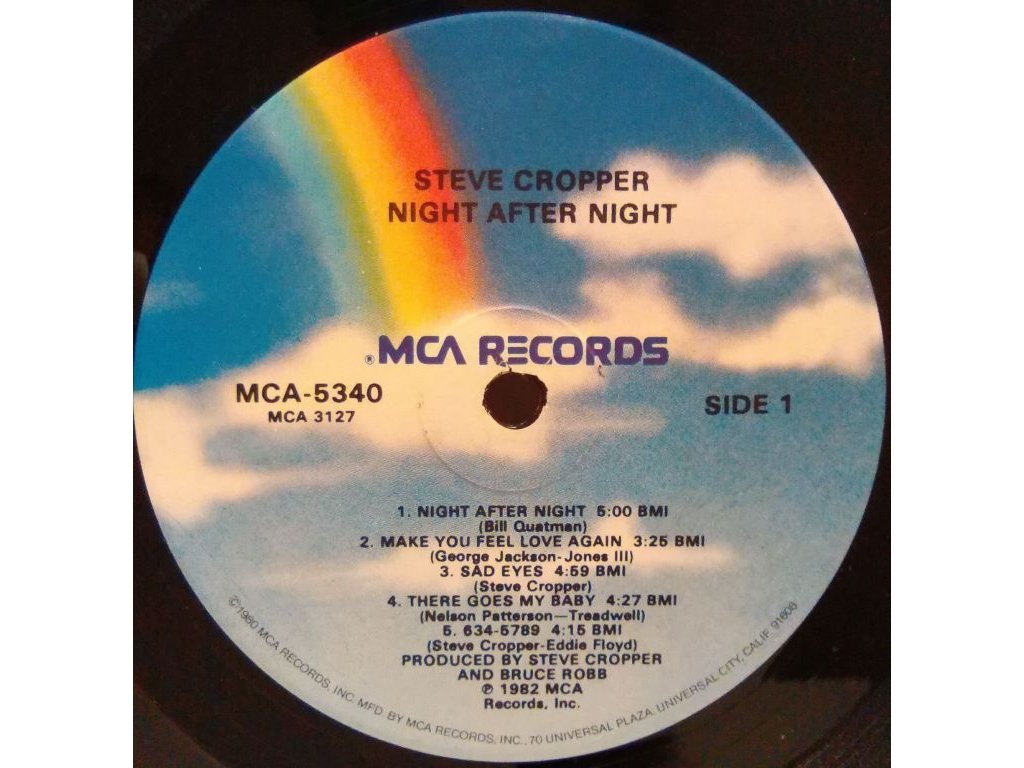 STEVE CROPPER
NIGHT AFTER NIGHT
®MCA RECORDS
MCA-5340
MCA 3127
SIDE 1
1. NIGHT AFTER NIGHT 5:00 BMI
(Bill Quatman)
2. MAKE YOU FEEL LOVE AGAIN 3:25 BMI
(George Jackson-Jones III)
3. SAD EYES 4:59 BMI
(Steve Cropper)
4. THERE GOES MY BABY 4:27 BMI
(Nelson Patterson—Treadwell)
5. 634-5789 4:15 BMI
(Steve Cropper-Eddie Floyd)
PRODUCED BY STEVE CROPPER
AND BRUCE ROBB
℗ 1982 MCA
Records, Inc.
©1980 MCA RECORDS, INC. MFD. BY MCA RECORDS, INC., 70 UNIVERSAL PLAZA, UNIVERSAL CITY, CALIF. 91608